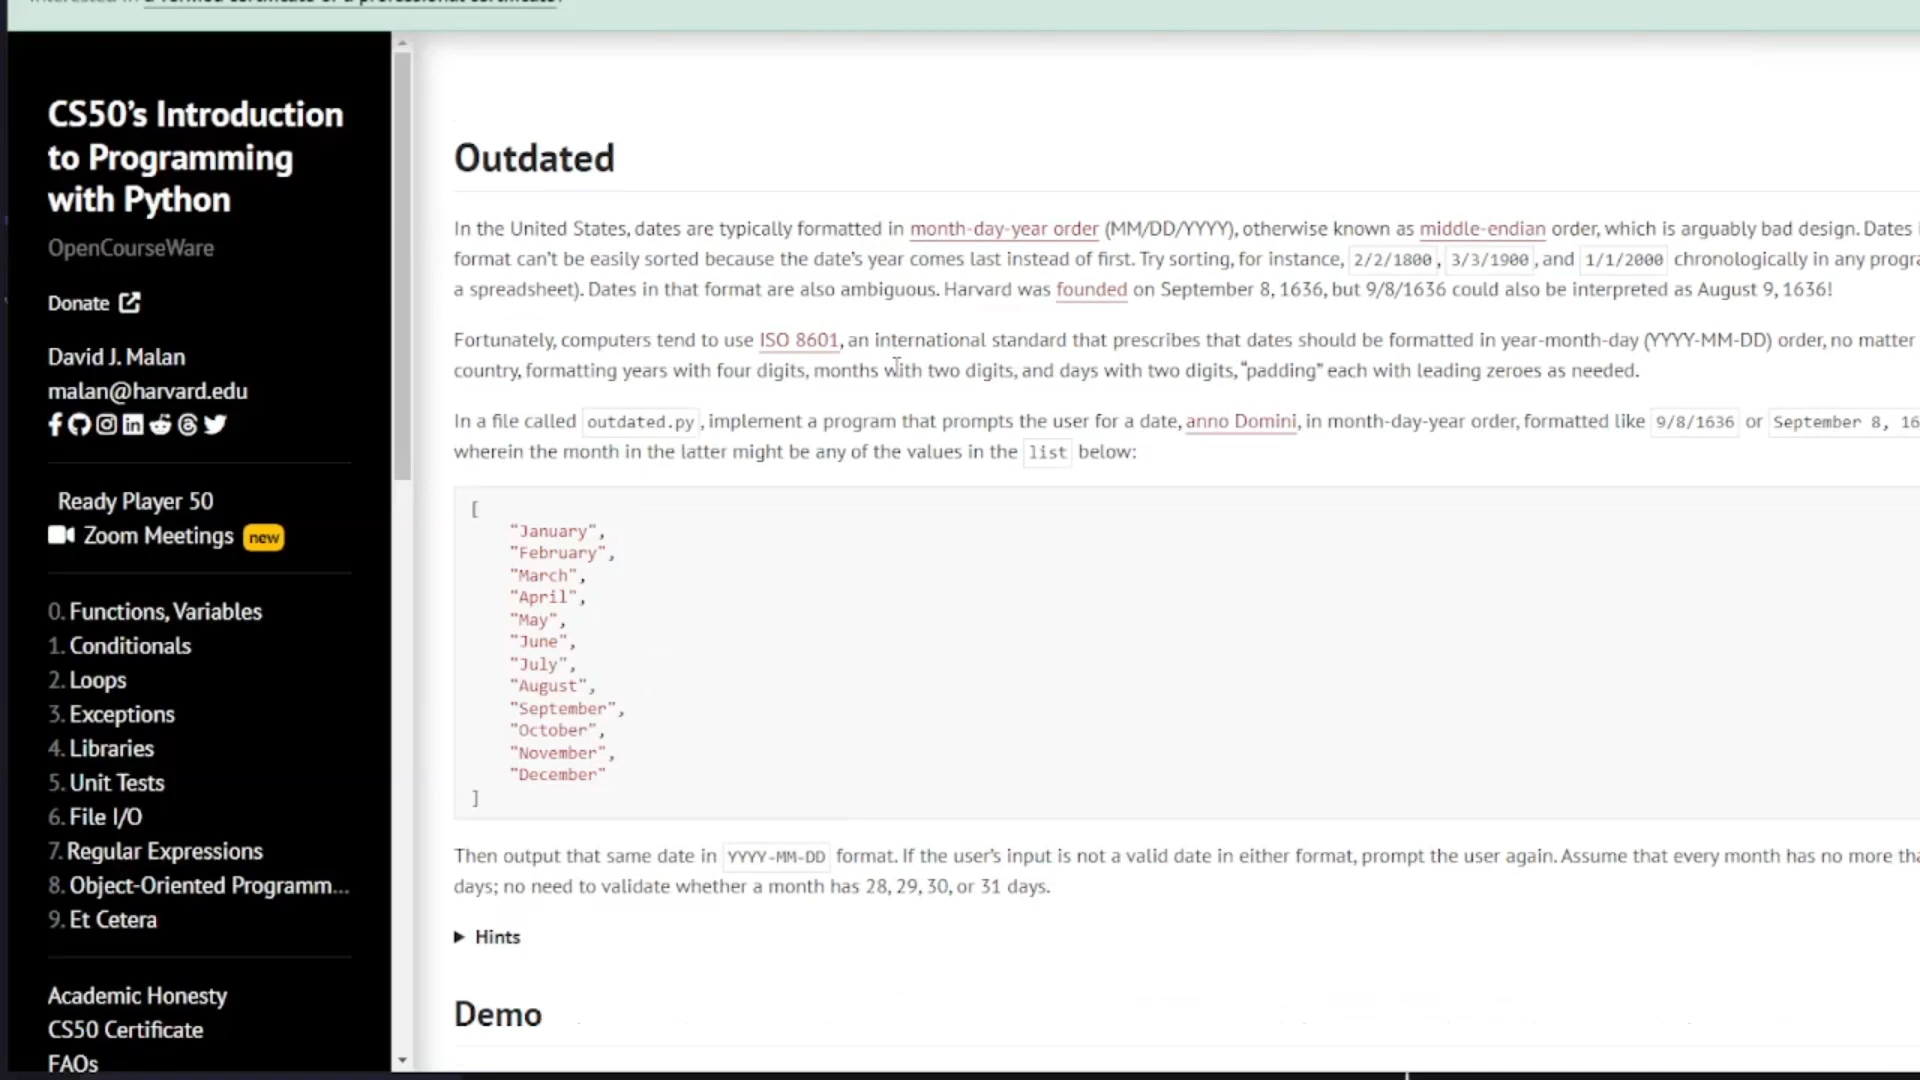 CS50's Introduction
to Programming
with Python
OpenCourseWare
Donate
David J. Malan
malan@harvard.edu
Ready Player 50
Zoom Meetings new
0. Functions, Variables
1. Conditionals
2. Loops
3. Exceptions
4. Libraries
5. Unit Tests
6. File I/O
7. Regular Expressions
8. Object-Oriented Programm...
9. Et Cetera
Academic Honesty
CS50 Certificate
FAQs
Outdated
In the United States, dates are typically formatted in month-day-year order (MM/DD/YYYY), otherwise known as middle-endian order, which is arguably bad design. Dates
format can't be easily sorted because the date's year comes last instead of first. Try sorting, for instance, 2/2/1800, 3/3/1900, and 1/1/2000 chronologically in any
a spreadsheet). Dates in that format are also ambiguous. Harvard was founded on September 8, 1636, but 9/8/1636 could also be interpreted as August 9, 1636!
Fortunately, computers tend to use ISO 8601, an international standard that prescribes that dates should be formatted in year-month-day (YYYY-MM-DD) order, no matter
country, formatting years with four digits, months with two digits, and days with two digits, "padding" each with leading zeroes as needed.
In a file called outdated.py, implement a program that prompts the user for a date, anno Domini, in month-day-year order, formatted like 9/8/1636 or September 8, 16
wherein the month in the latter might be any of the values in the list below:
[
"January",
"February",
"March",
"April",
"May",
"June",
"July",
"August",
"September",
"October",
"November",
"December"
]
Then output that same date in YYYY-MM-DD format. If the user's input is not a valid date in either format, prompt the user again. Assume that every month has no more
days; no need to validate whether a month has 28, 29, 30, or 31 days.
Hints
Demo